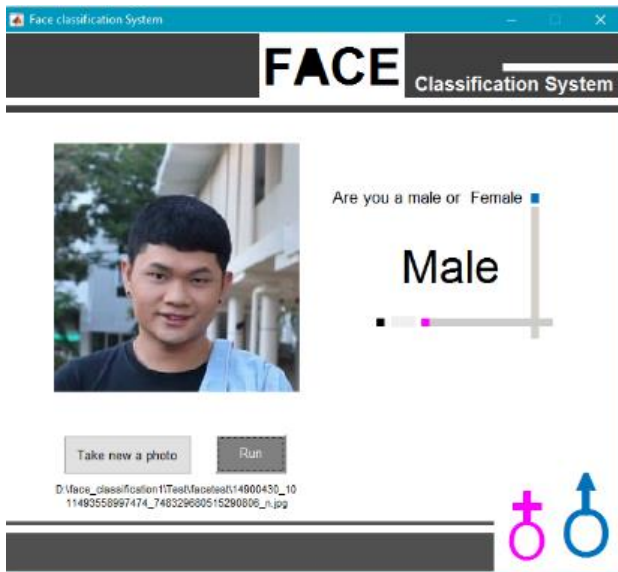 Face classification System
FACE
Classification System
Are you a male or Female
Male
Take new a photo
Run
D:\face_classification1\Test\facetest\14900430_10
11493558997474_748329680515290806_n.jpg